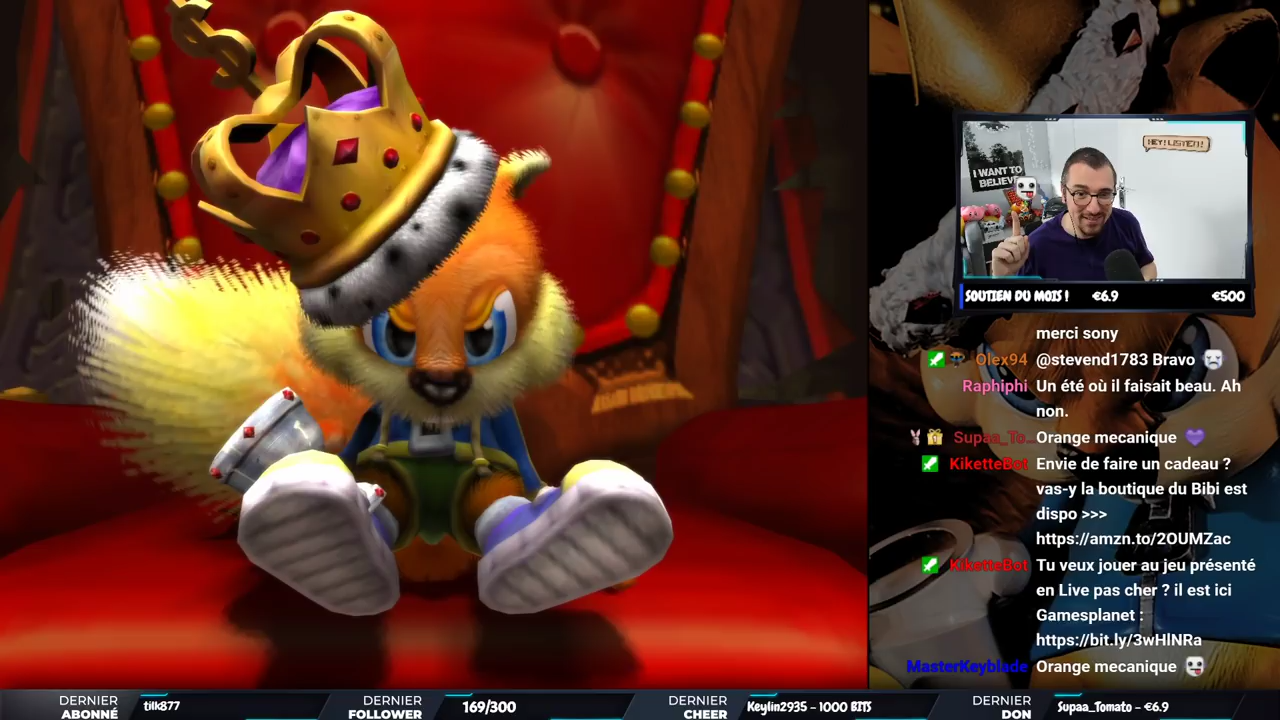 HEY! LISTEN!
I WANT TO
BELIEVE
SOUTIEN DU MOIS ! €6.9 €500
merci sony
Olex94 @stevend1783 Bravo
Raphiphi Un été où il faisait beau. Ah
non.
Supaa_To... Orange mecanique 💜
KiketteBot Envie de faire un cadeau ?
vas-y la boutique du Bibi est
dispo >>>
https://amzn.to/2OUMZac
KiketteBot Tu veux jouer au jeu présenté
en Live pas cher ? il est ici
Gamesplanet :
https://bit.ly/3wHlNRa
MasterKeyblade Orange mecanique
DERNIER
ABONNÉ
tilk877
DERNIER
FOLLOWER
169/300
DERNIER
CHEER
Keylin2935 - 1000 BITS
DERNIER
DON
Supaa_Tomato - €6.9